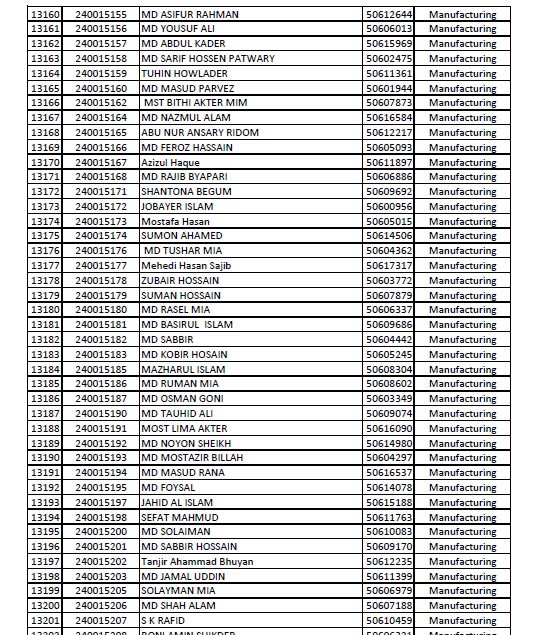 13160 240015155 MD ASIFUR RAHMAN 50612644 Manufacturing
13161 240015156 MD YOUSUF ALI 50606013 Manufacturing
13162 240015157 MD ABDUL KADER 50615969 Manufacturing
13163 240015158 MD SARIF HOSSEN PATWARY 50602475 Manufacturing
13164 240015159 TUHIN HOWLADER 50611361 Manufacturing
13165 240015160 MD MASUD PARVEZ 50601944 Manufacturing
13166 240015162 MST BITHI AKTER MIM 50607873 Manufacturing
13167 240015164 MD NAZMUL ALAM 50616584 Manufacturing
13168 240015165 ABU NUR ANSARY RIDOM 50612217 Manufacturing
13169 240015166 MD FEROZ HASSAIN 50605093 Manufacturing
13170 240015167 Azizul Haque 50611897 Manufacturing
13171 240015168 MD RAJIB BYAPARI 50606886 Manufacturing
13172 240015171 SHANTONA BEGUM 50609692 Manufacturing
13173 240015172 JOBAYER ISLAM 50600956 Manufacturing
13174 240015173 Mostafa Hasan 50605015 Manufacturing
13175 240015174 SUMON AHAMED 50614506 Manufacturing
13176 240015176 MD TUSHAR MIA 50604362 Manufacturing
13177 240015177 Mehedi Hasan Sajib 50617317 Manufacturing
13178 240015178 ZUBAIR HOSSAIN 50603772 Manufacturing
13179 240015179 SUMAN HOSSAIN 50607879 Manufacturing
13180 240015180 MD RASEL MIA 50606337 Manufacturing
13181 240015181 MD BASIRUL ISLAM 50609686 Manufacturing
13182 240015182 MD SABBIR 50604442 Manufacturing
13183 240015183 MD KOBIR HOSAIN 50605245 Manufacturing
13184 240015185 MAZHARUL ISLAM 50608304 Manufacturing
13185 240015186 MD RUMAN MIA 50608602 Manufacturing
13186 240015187 MD OSMAN GONI 50603349 Manufacturing
13187 240015190 MD TAUHID ALI 50609074 Manufacturing
13188 240015191 MOST LIMA AKTER 50616090 Manufacturing
13189 240015192 MD NOYON SHEIKH 50614980 Manufacturing
13190 240015193 MD MOSTAZIR BILLAH 50604297 Manufacturing
13191 240015194 MD MASUD RANA 50616537 Manufacturing
13192 240015195 MD FOYSAL 50614078 Manufacturing
13193 240015197 JAHID AL ISLAM 50615188 Manufacturing
13194 240015198 SEFAT MAHMUD 50611763 Manufacturing
13195 240015200 MD SOLAIMAN 50610083 Manufacturing
13196 240015201 MD SABBIR HOSSAIN 50609170 Manufacturing
13197 240015202 Tanjir Ahammad Bhuyan 50612235 Manufacturing
13198 240015203 MD JAMAL UDDIN 50611399 Manufacturing
13199 240015205 SOLAYMAN MIA 50606979 Manufacturing
13200 240015206 MD SHAH ALAM 50607188 Manufacturing
13201 240015207 S K RAFID 50610459 Manufacturing